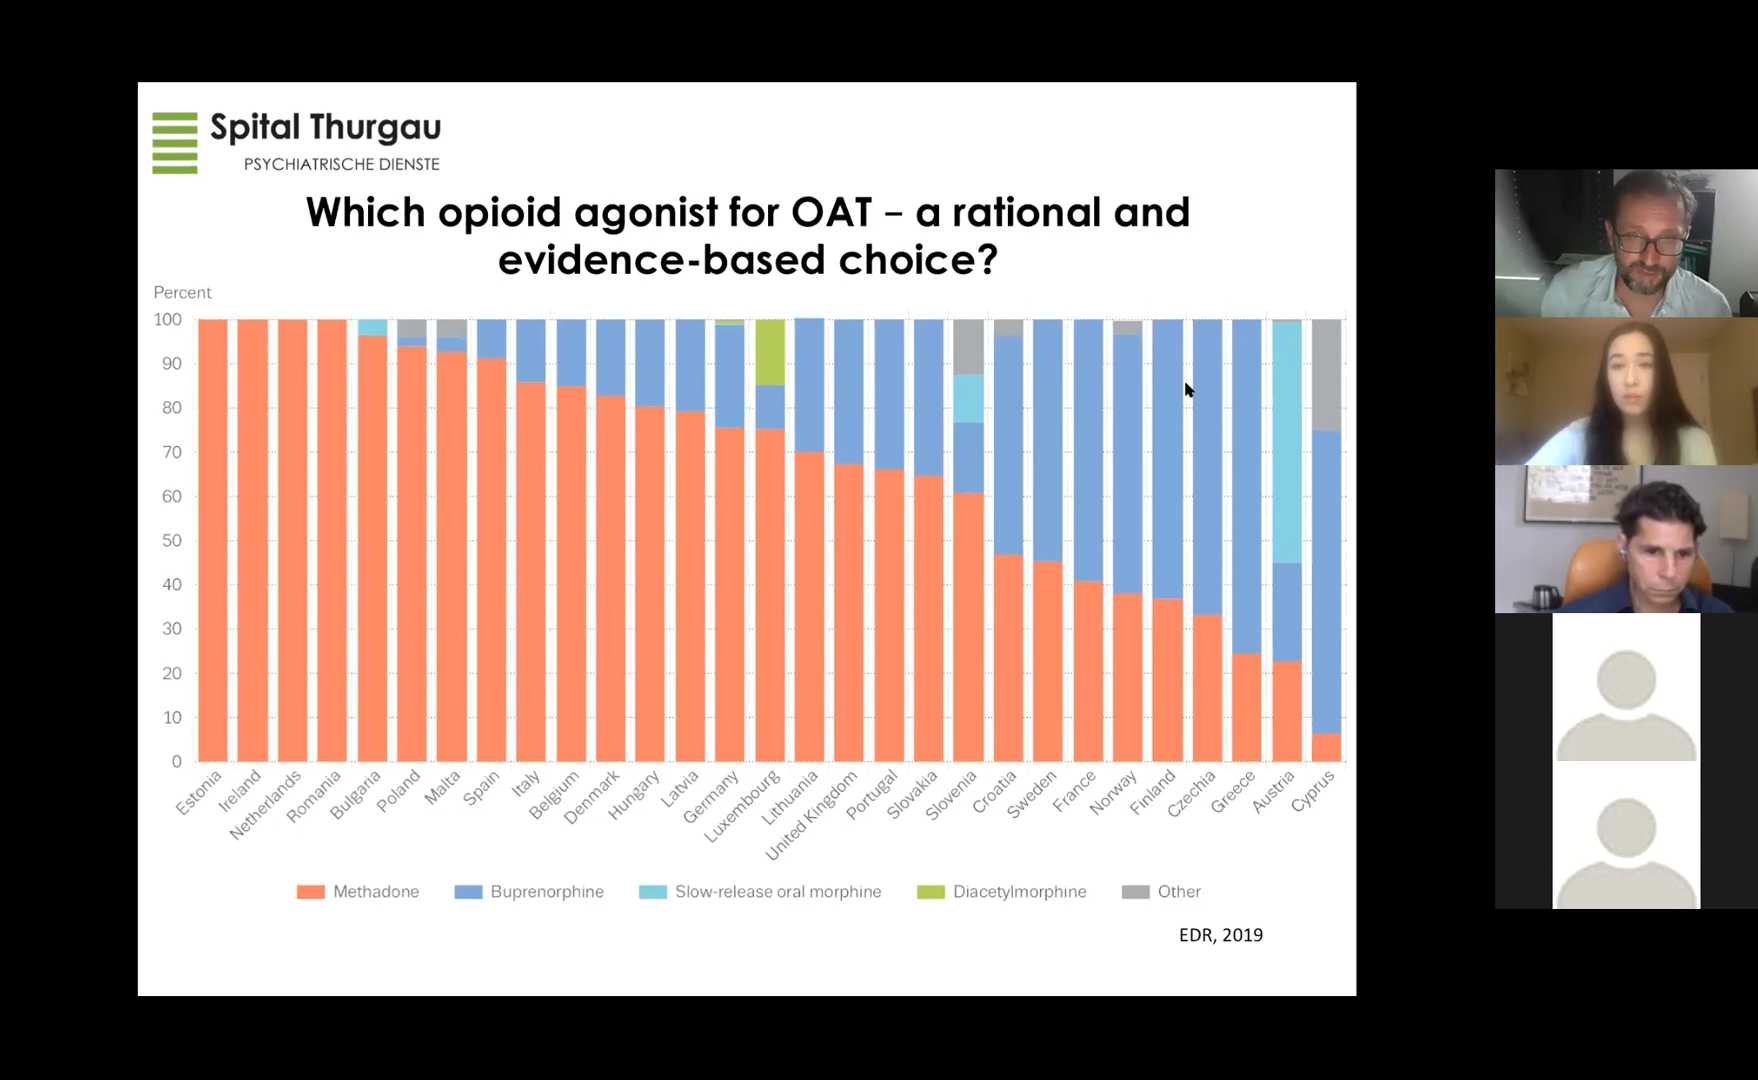 Spital Thurgau
PSYCHIATRISCHE DIENSTE
Which opioid agonist for OAT – a rational and
evidence-based choice?
Percent
100
90
80
70
60
50
40
30
20
10
0
Estonia
Ireland
Netherlands
Romania
Bulgaria
Poland
Malta
Spain
Italy
Belgium
Denmark
Hungary
Latvia
Germany
Luxembourg
Lithuania
United Kingdom
Portugal
Slovakia
Slovenia
Croatia
Sweden
France
Norway
Finland
Czechia
Greece
Austria
Cyprus
Methadone Buprenorphine Slow-release oral morphine Diacetylmorphine Other
EDR, 2019